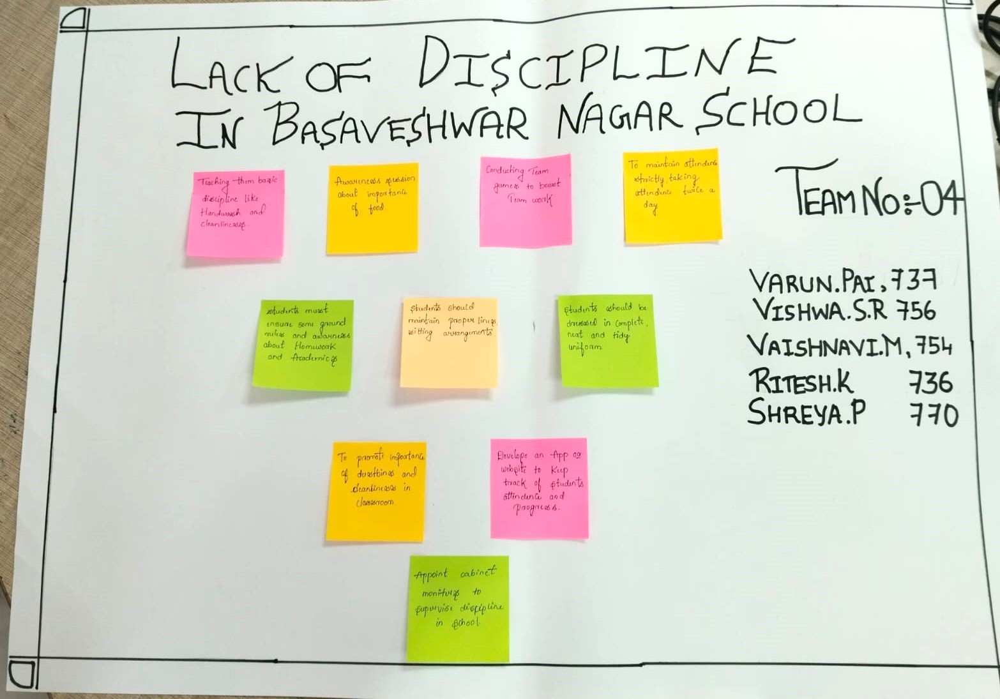 LACK OF DISCIPLINE
IN BASAVESHWAR NAGAR SCHOOL
TEAM NO:-04
Teaching them basic
discipline like
Handwash and
cleanliness.
Awareness session
about importance
of food.
Conducting Team
games to boost
Team work
To maintain attendence
strictly, taking
attendence twice a
day
VARUN.PAI, 737
VISHWA.S.R 756
VAISHNAVI.M, 754
RITESH.K 736
SHREYA.P 770
students must
ensure some ground
rules and awarness
about Homework
and Academics
students should
maintain proper lines,
sitting arrangements
students should be
dressed in complete,
neat and tidy
uniform
To promote importance
of dustbins and
cleanliness in
classroom
Develope an App or
website to keep
track of students
attendence and
progress.
Appoint cabinet
monitors to
supervise discipline
in school.